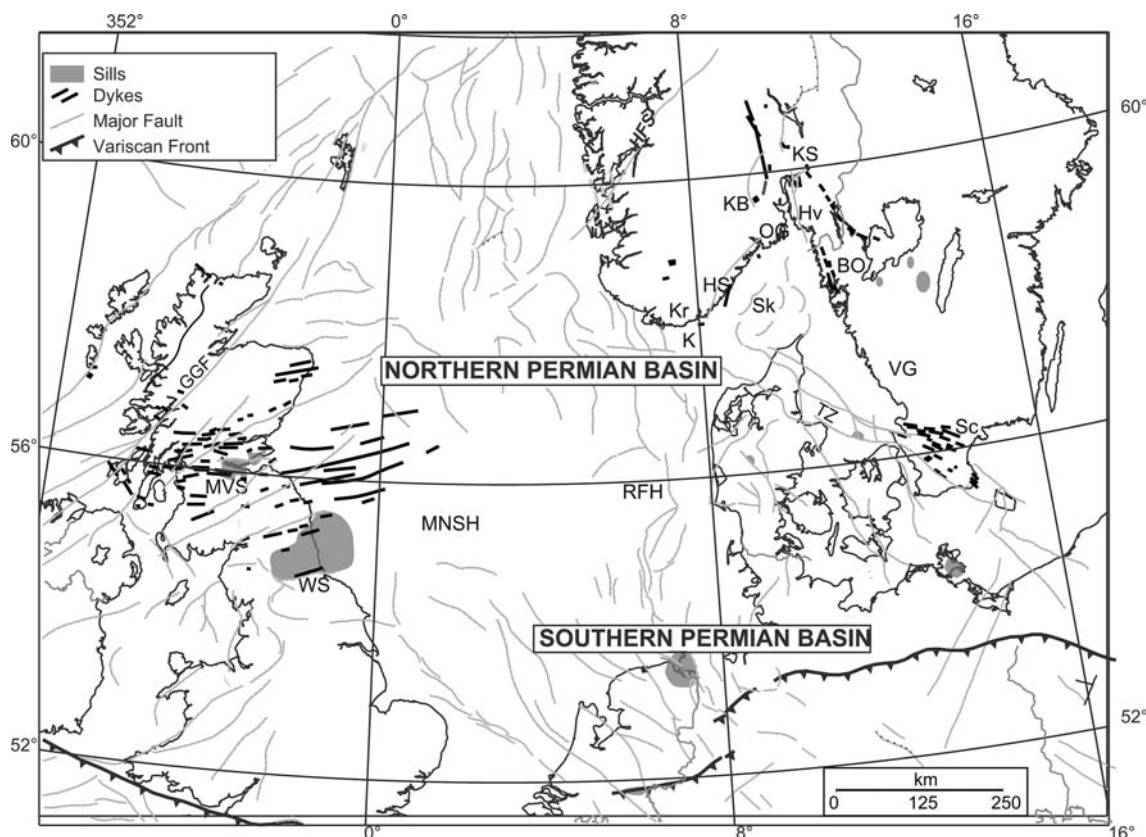 352°
0°
8°
16°
Sills
Dykes
Major Fault
Variscan Front
60°
60°
HFSZ
KS
KB
Hv
OG
BO
HS
Sk
Kr
K
GGF
VG
NORTHERN PERMIAN BASIN
TZ
Sc
56°
56°
MVS
RFH
MNSH
WS
SOUTHERN PERMIAN BASIN
52°
52°
km
0
125
250
0°
8°
16°